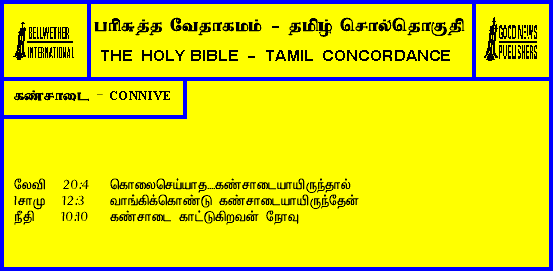 BELLWETHER
INTERNATIONAL
பரிசுத்த வேதாகமம் - தமிழ் சொல்தொகுதி
THE HOLY BIBLE - TAMIL CONCORDANCE
GOOD NEWS
PUBLISHERS
கண்சாடை - CONNIVE
லேவி 20:4 கொலைசெய்யாத...கண்சாடையாயிருந்தால்
1சாமு 12:3 வாங்கிக்கொண்டு கண்சாடையாயிருந்தேன்
நீதி 10:10 கண்சாடை காட்டுகிறவன் நோவு